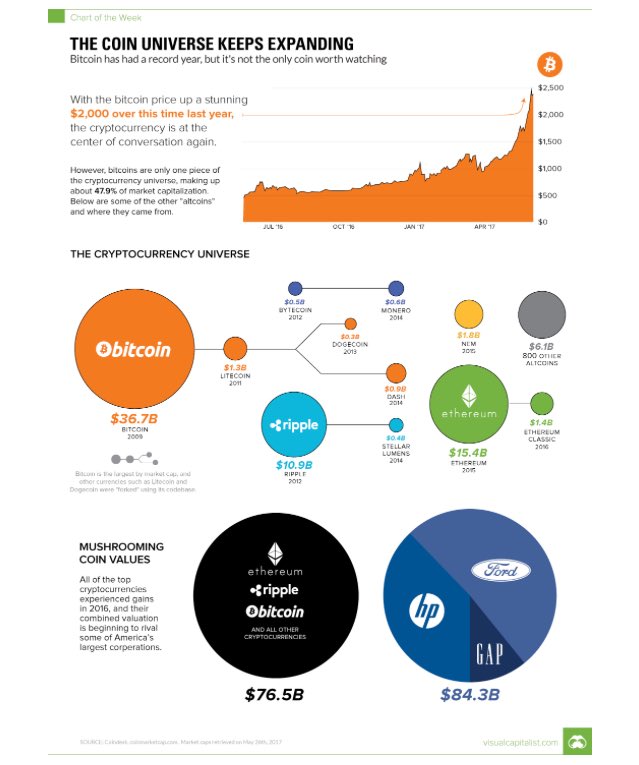 Chart of the Week
THE COIN UNIVERSE KEEPS EXPANDING
Bitcoin has had a record year, but it's not the only coin worth watching
With the bitcoin price up a stunning
$2,000 over this time last year,
the cryptocurrency is at the
center of conversation again.
However, bitcoins are only one piece of
the cryptocurrency universe, making up
about 47.9% of market capitalization.
Below are some of the other "altcoins"
and where they came from.
$2,500
$2,000
$1,500
$1,000
$500
$0
JUL '16
OCT '16
JAN '17
APR '17
THE CRYPTOCURRENCY UNIVERSE
bitcoin
$36.7B
BITCOIN
2009
$1.3B
LITECOIN
2011
$0.5B
BYTECOIN
2012
$0.6B
MONERO
2014
$0.3B
DOGECOIN
2013
$0.9B
DASH
2014
ripple
$10.9B
RIPPLE
2012
$0.4B
STELLAR
LUMENS
2014
$1.8B
NEM
2015
$6.1B
800 OTHER
ALTCOINS
ethereum
$15.4B
ETHEREUM
2015
$1.4B
ETHEREUM
CLASSIC
2016
Bitcoin is the largest by market cap, and
other currencies such as Litecoin and
Dogecoin were "forked" using its codebase.
MUSHROOMING
COIN VALUES
All of the top
cryptocurrencies
experienced gains
in 2016, and their
combined valuation
is beginning to rival
some of America's
largest corperations.
ethereum
ripple
bitcoin
AND ALL OTHER
CRYPTOCURRENCIES
$76.5B
Ford
hp
GAP
$84.3B
SOURCE: Coindesk, coinmarketcap.com. Market caps retrieved on May 26th, 2017
visualcapitalist.com